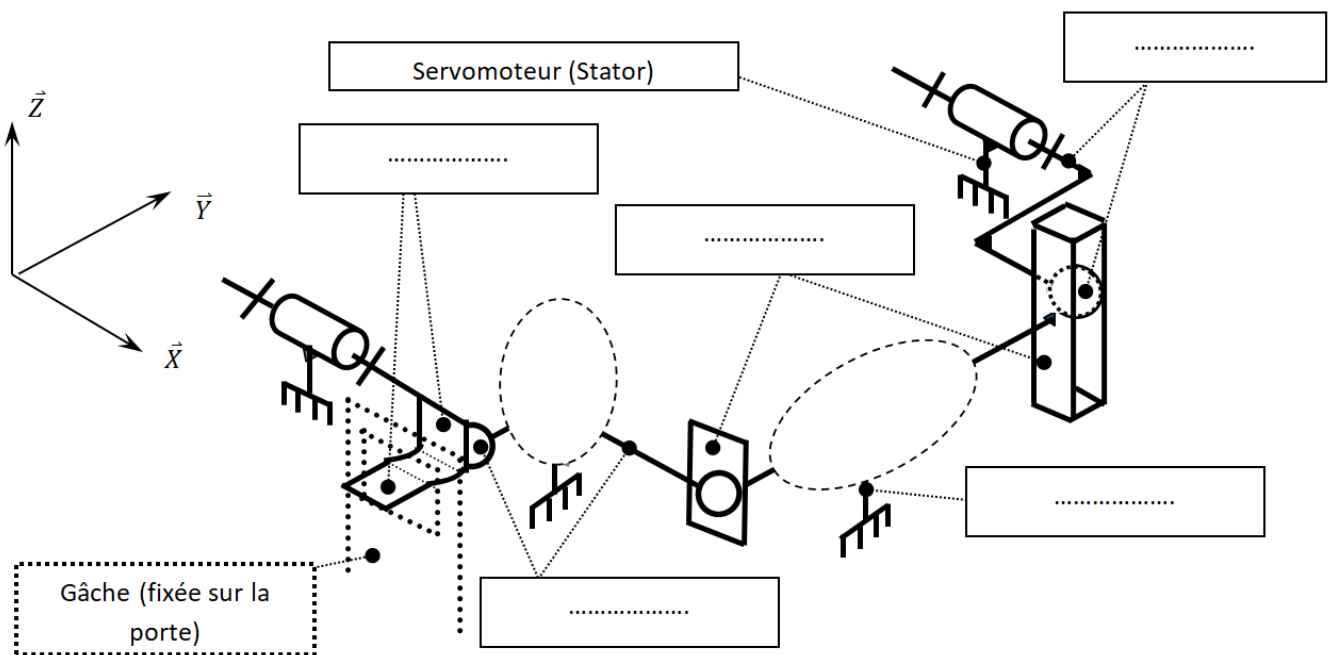 ……………….
Servomoteur (Stator)
Z
……………….
Y
……………….
X
……………….
Gâche (fixée sur la
porte)
……………….